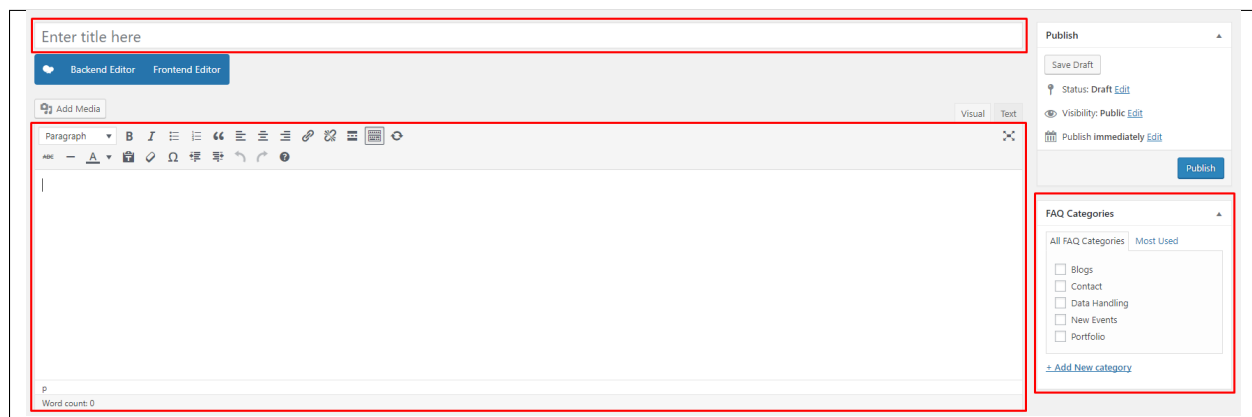 Enter title here
Backend Editor Frontend Editor
Add Media
Visual Text
Paragraph B I
ABC A Ω
p
Word count: 0
Publish
Save Draft
Status: Draft Edit
Visibility: Public Edit
Publish immediately Edit
Publish
FAQ Categories
All FAQ Categories Most Used
Blogs
Contact
Data Handling
New Events
Portfolio
+ Add New category